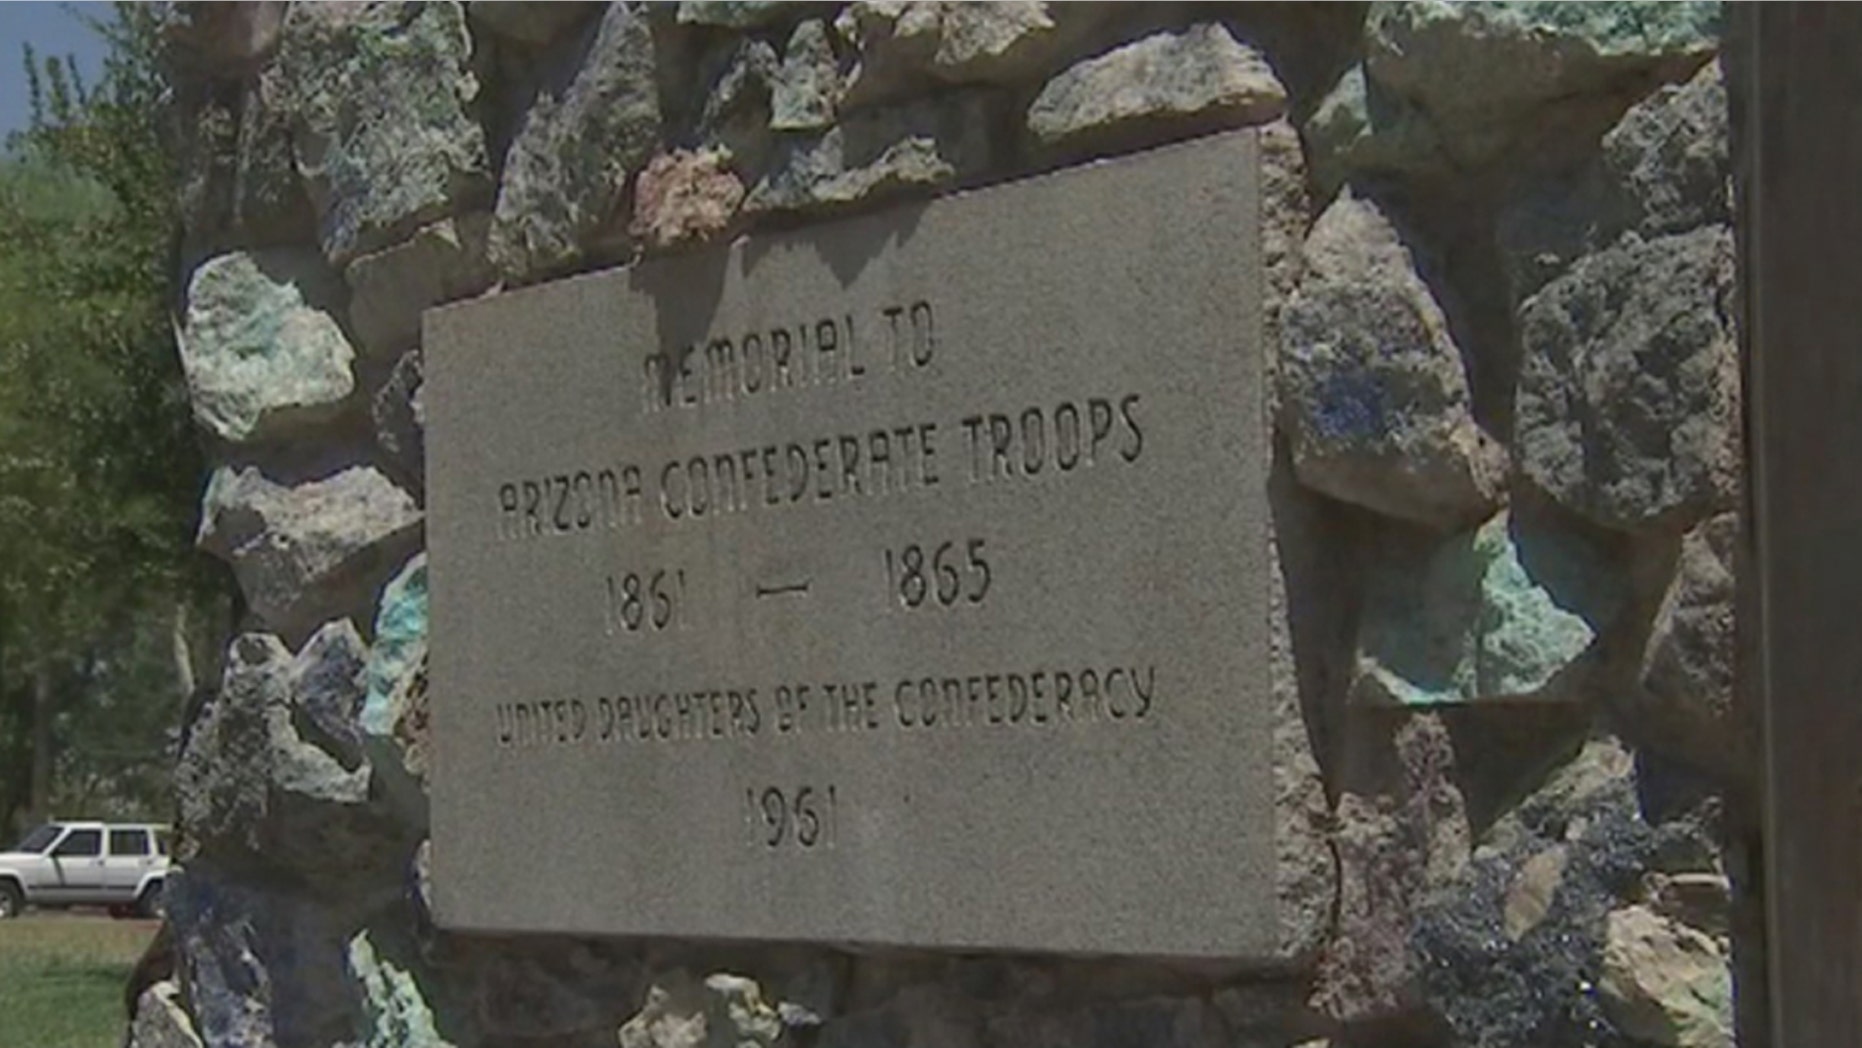 MEMORIAL TO
ARIZONA CONFEDERATE TROOPS
1861 — 1865
UNITED DAUGHTERS OF THE CONFEDERACY
1961